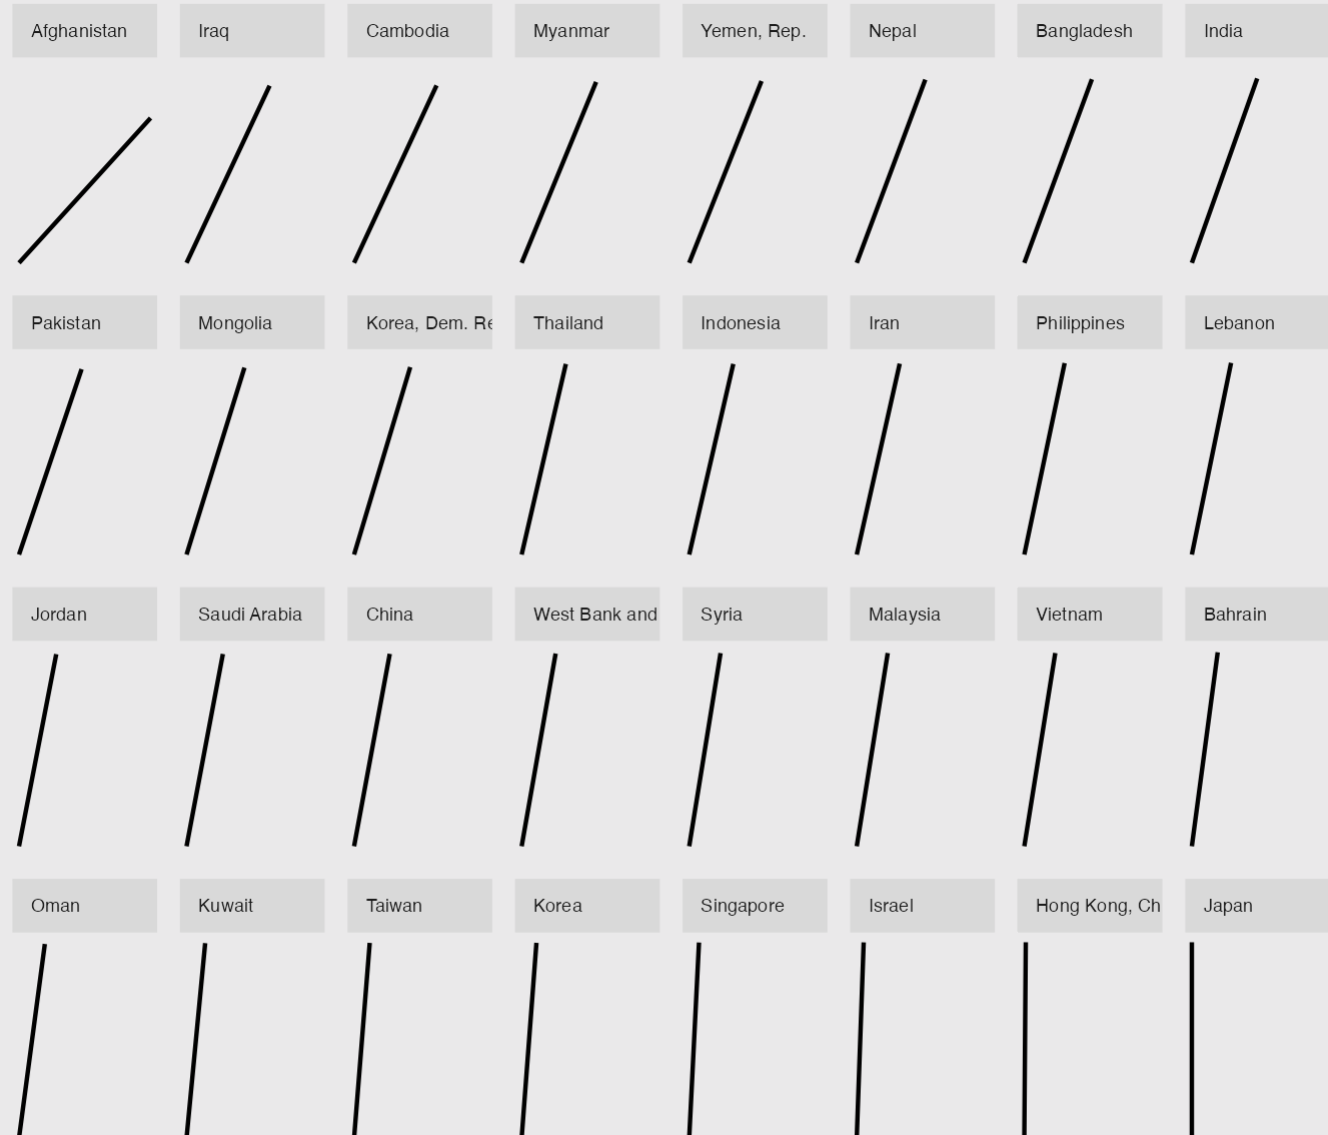 Afghanistan
Iraq
Cambodia
Myanmar
Yemen, Rep.
Nepal
Bangladesh
India
Pakistan
Mongolia
Korea, Dem. Re
Thailand
Indonesia
Iran
Philippines
Lebanon
Jordan
Saudi Arabia
China
West Bank and
Syria
Malaysia
Vietnam
Bahrain
Oman
Kuwait
Taiwan
Korea
Singapore
Israel
Hong Kong, Ch
Japan